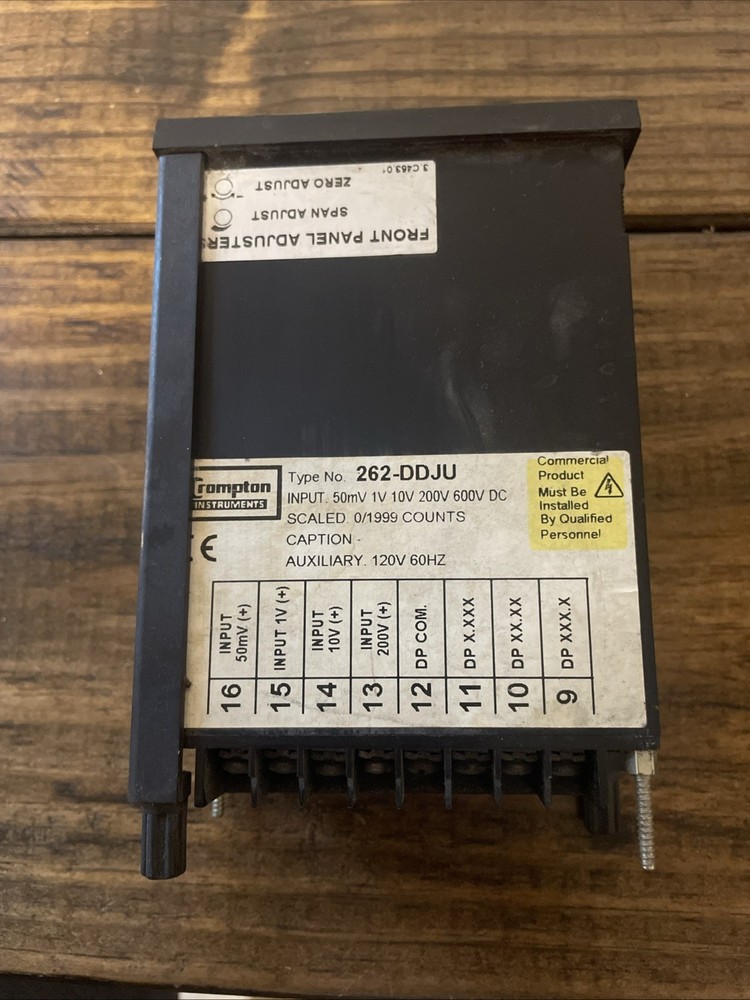 3.C463.01
ZERO ADJUST
SPAN ADJUST
FRONT PANEL ADJUSTERS
Crompton
INSTRUMENTS
CE
Type No. 262-DDJU
INPUT. 50mV 1V 10V 200V 600V DC
SCALED. 0/1999 COUNTS
CAPTION -
AUXILIARY. 120V 60HZ
Commercial
Product
Must Be
Installed
By Qualified
Personnel
INPUT
50mV (+)
INPUT 1V (+)
INPUT
10V (+)
INPUT
200V (+)
DP COM.
DP X.XXX
DP XX.XX
DP XXX.X
16
15
14
13
12
11
10
9